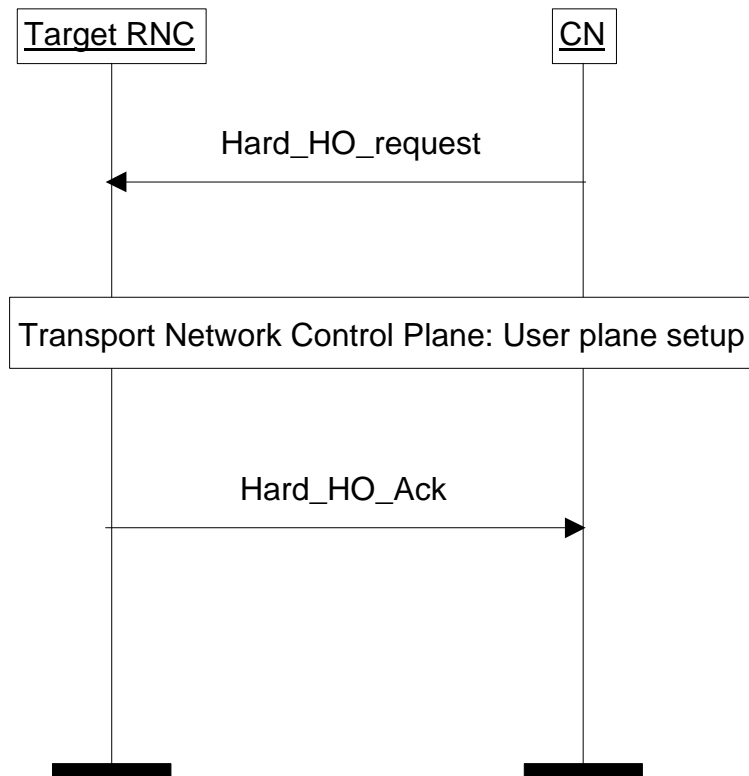 Target RNC
CN
Hard_HO_request
Transport Network Control Plane: User plane setup
Hard_HO_Ack